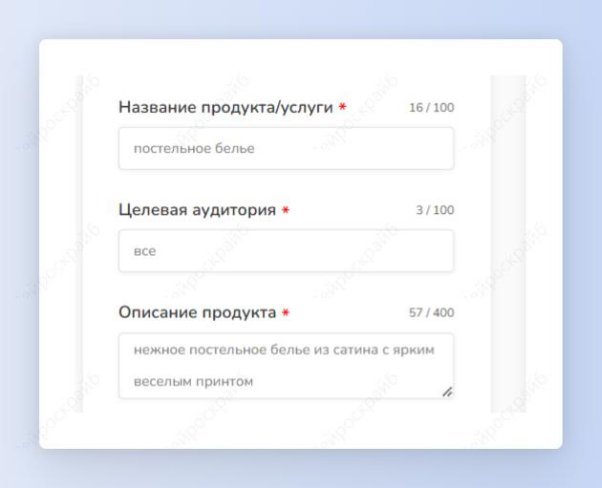 Название продукта/услуги * 16 / 100
постельное белье
Целевая аудитория * 3 / 100
все
Описание продукта * 57 / 400
нежное постельное белье из сатина с ярким
веселым принтом